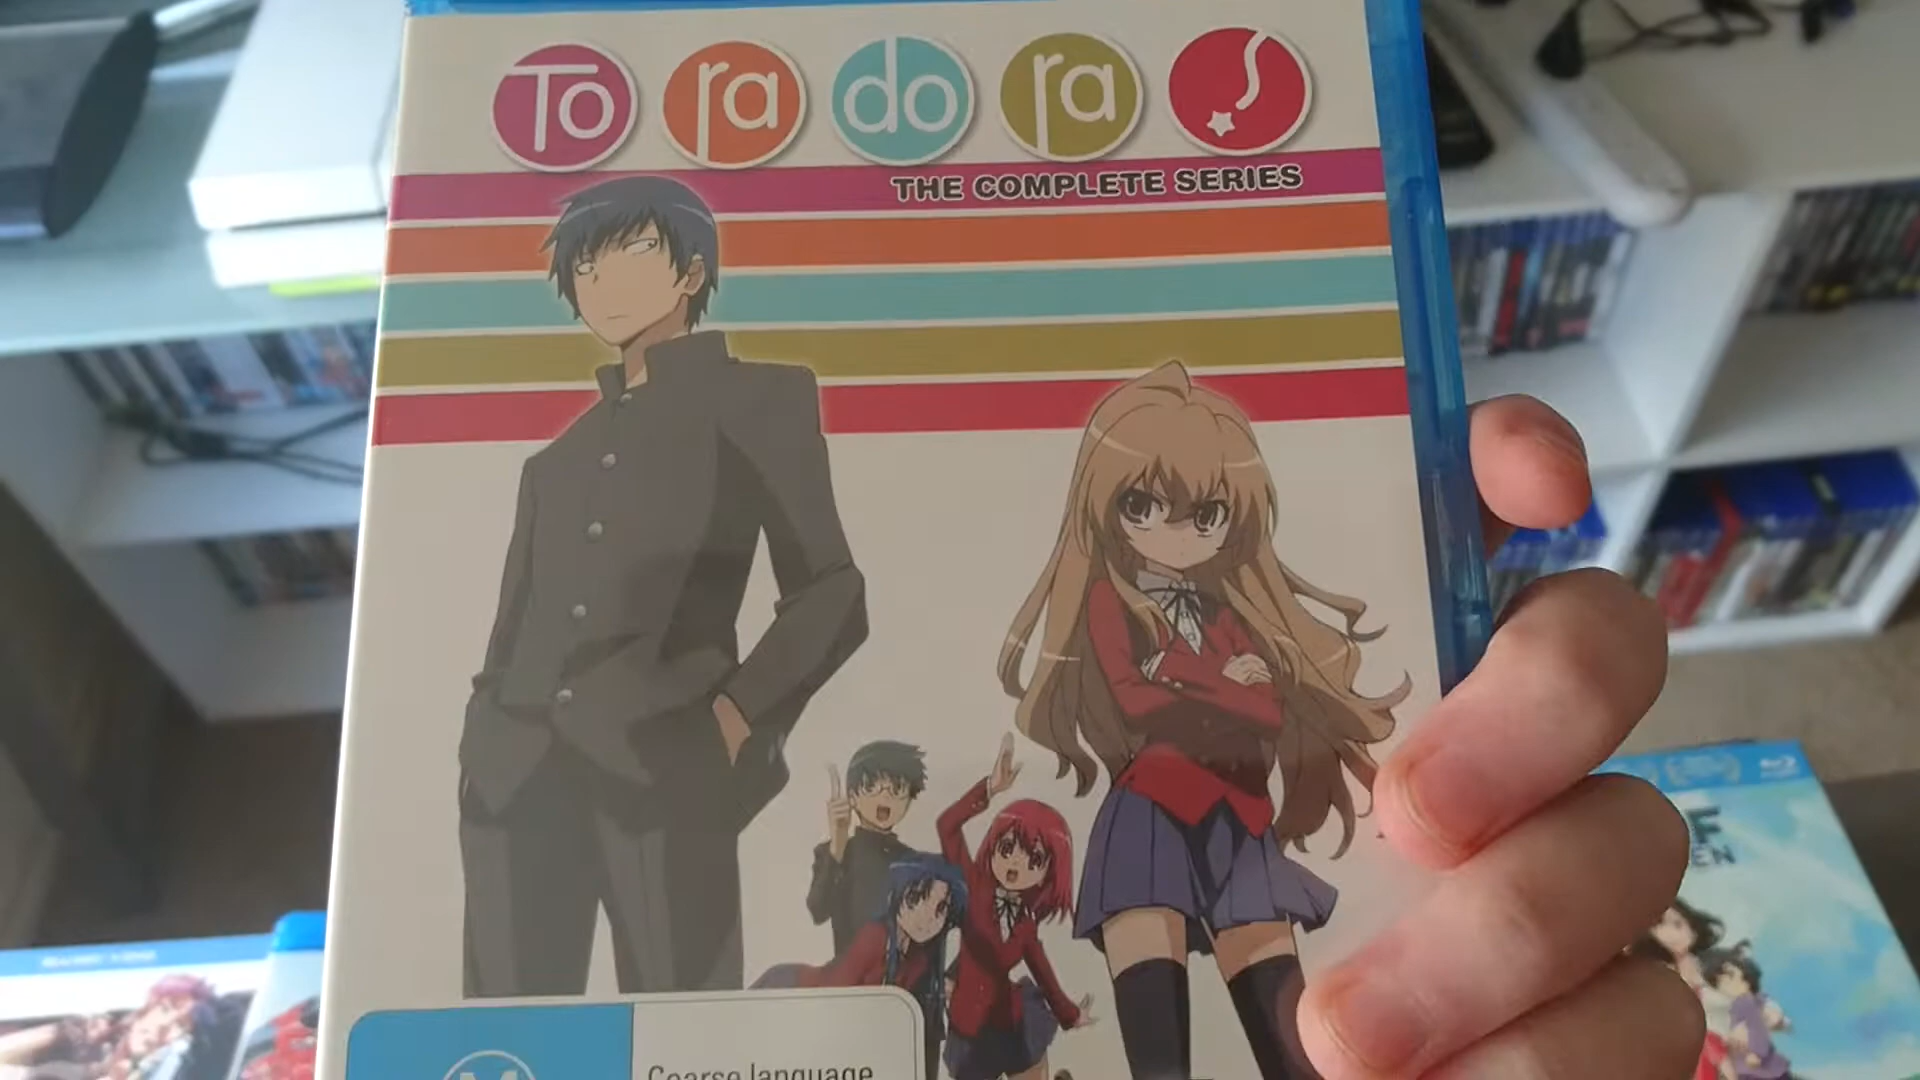 To ra do ra !
THE COMPLETE SERIES
M
Coarse language